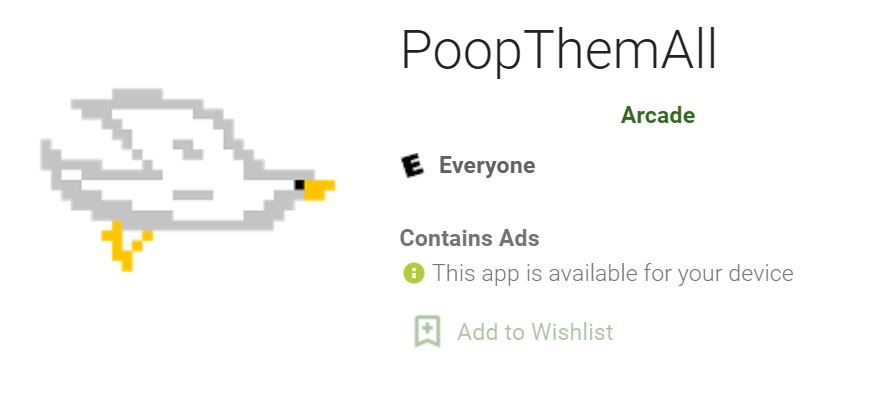 PoopThemAll
Arcade
E Everyone
Contains Ads
This app is available for your device
Add to Wishlist